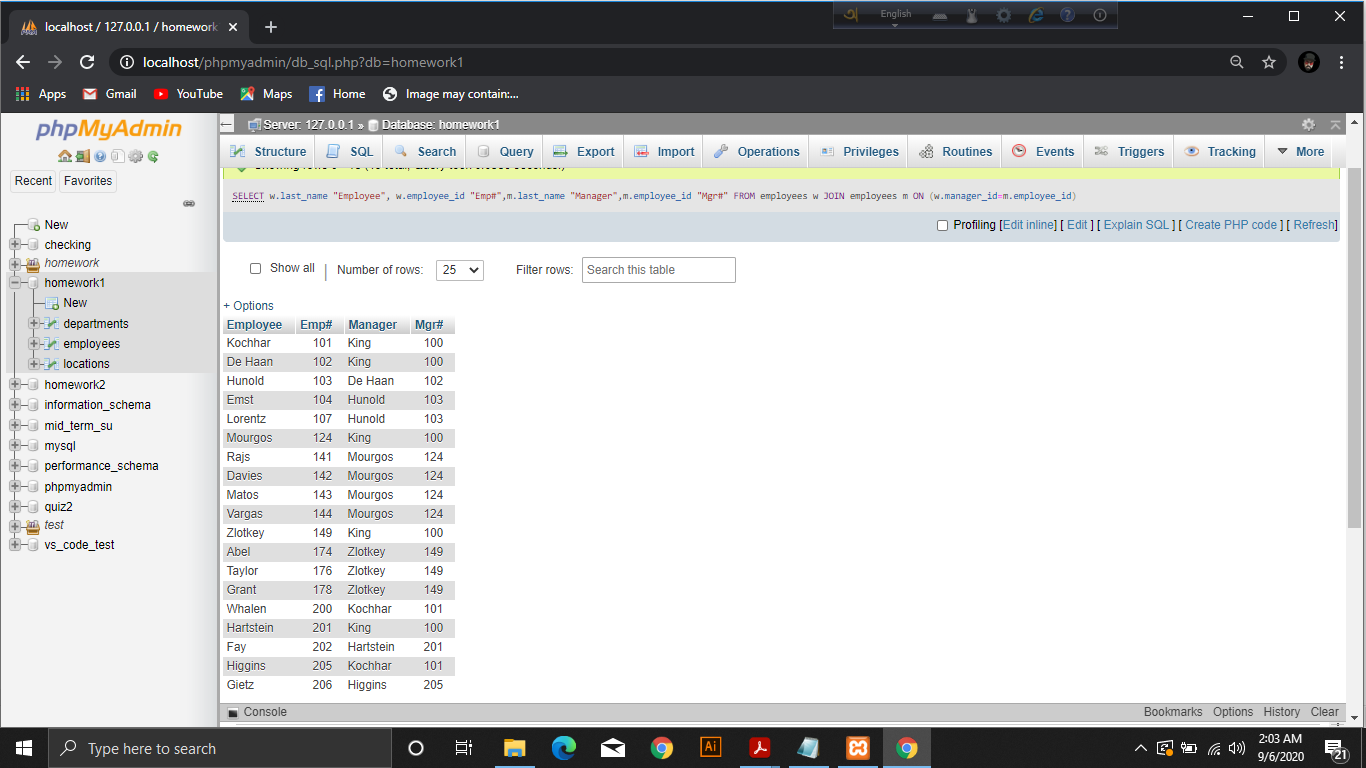 English
localhost / 127.0.0.1 / homework
localhost/phpmyadmin/db_sql.php?db=homework1
Apps Gmail YouTube Maps Home Image may contain:...
phpMyAdmin
Recent Favorites
New
checking
homework
homework1
New
departments
employees
locations
homework2
information_schema
mid_term_su
mysql
performance_schema
phpmyadmin
quiz2
test
vs_code_test
Server: 127.0.0.1 » Database: homework1
Structure SQL Search Query Export Import Operations Privileges Routines Events Triggers Tracking More
SELECT w.last_name "Employee", w.employee_id "Emp#",m.last_name "Manager",m.employee_id "Mgr#" FROM employees w JOIN employees m ON (w.manager_id=m.employee_id)
Profiling [Edit inline] [ Edit ] [ Explain SQL ] [ Create PHP code ] [ Refresh]
Show all | Number of rows: 25 Filter rows: Search this table
+ Options
Employee Emp# Manager Mgr#
Kochhar 101 King 100
De Haan 102 King 100
Hunold 103 De Haan 102
Ernst 104 Hunold 103
Lorentz 107 Hunold 103
Mourgos 124 King 100
Rajs 141 Mourgos 124
Davies 142 Mourgos 124
Matos 143 Mourgos 124
Vargas 144 Mourgos 124
Zlotkey 149 King 100
Abel 174 Zlotkey 149
Taylor 176 Zlotkey 149
Grant 178 Zlotkey 149
Whalen 200 Kochhar 101
Hartstein 201 King 100
Fay 202 Hartstein 201
Higgins 205 Kochhar 101
Gietz 206 Higgins 205
Console Bookmarks Options History Clear
Type here to search
Ai
2:03 AM
9/6/2020
21